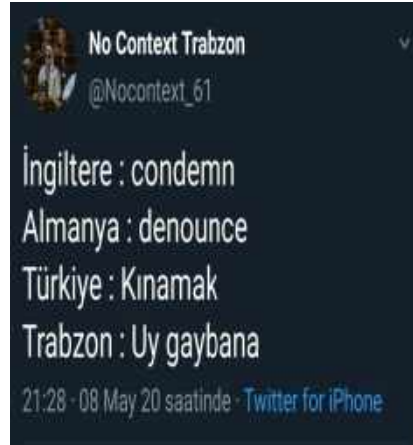 No Context Trabzon
@Nocontext_61
İngiltere : condemn
Almanya : denounce
Türkiye : Kınamak
Trabzon : Uy gaybana
21:28 · 08 May 20 saatinde · Twitter for iPhone